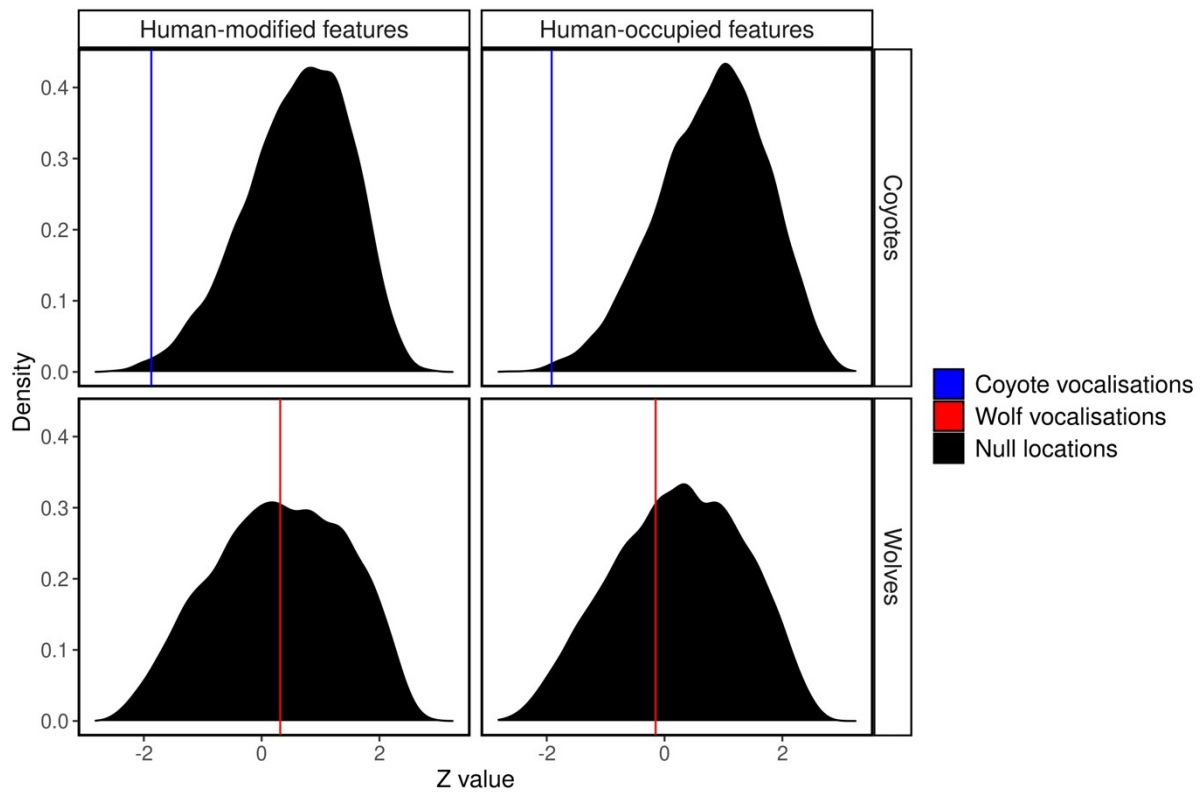 Human-modified features
Human-occupied features
0.4
0.3
0.2
0.1
0.0
Coyotes
Density
0.4
0.3
0.2
0.1
0.0
Wolves
-2
0
2
-2
0
2
Z value
Coyote vocalisations
Wolf vocalisations
Null locations